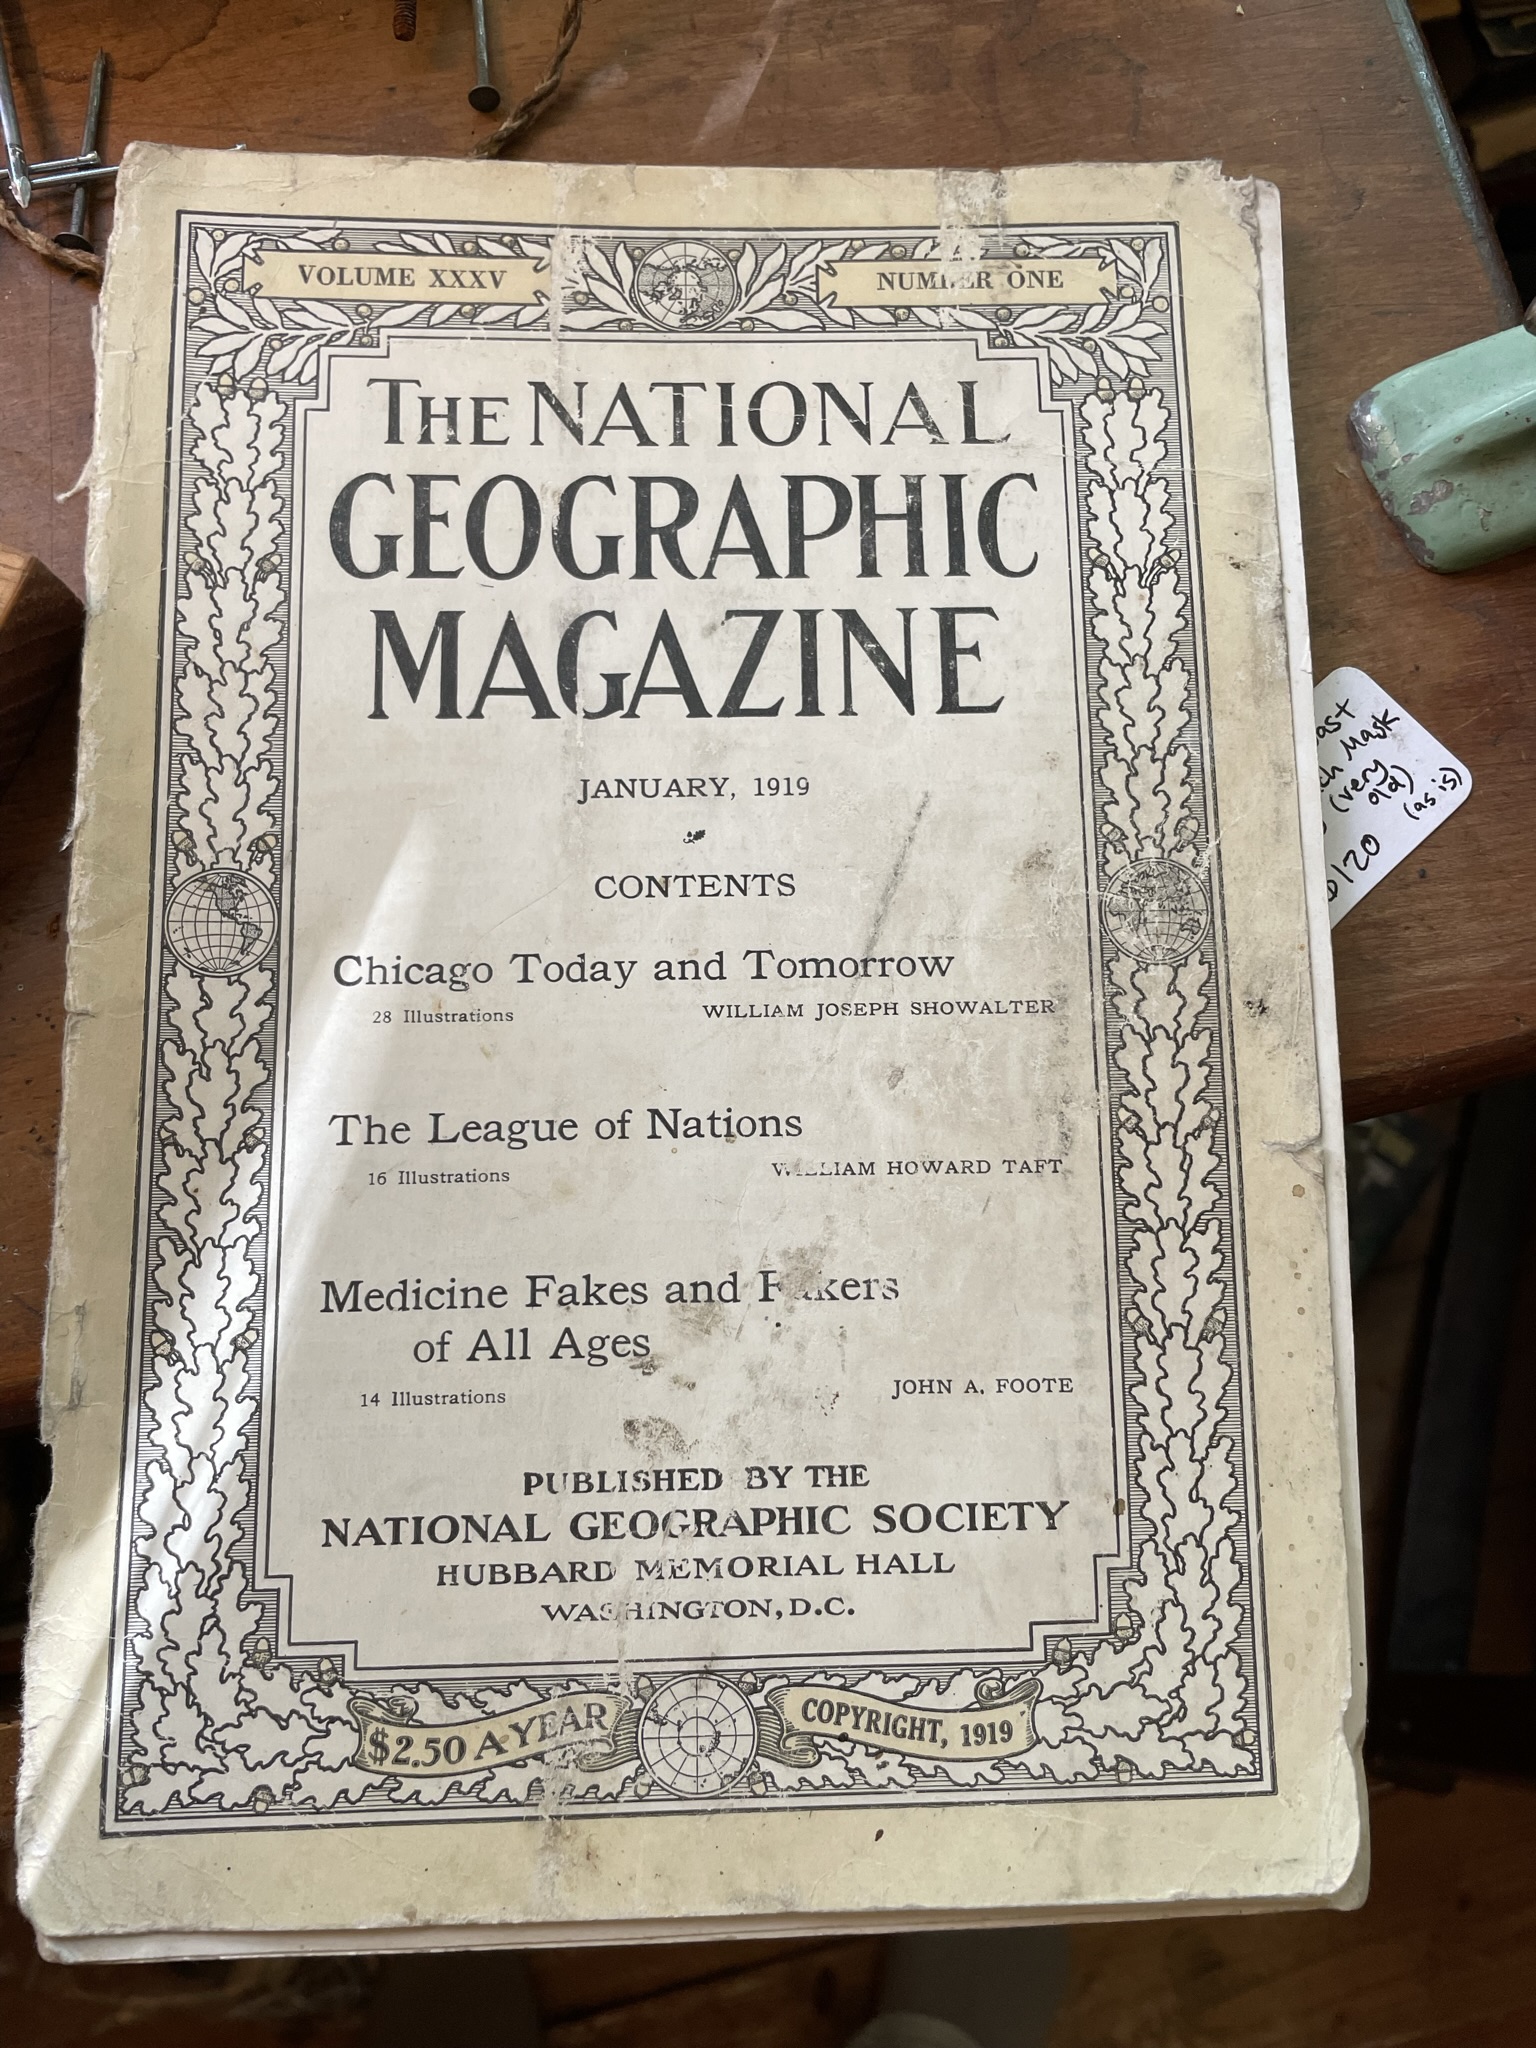 VOLUME XXXV
NUMBER ONE
THE NATIONAL
GEOGRAPHIC
MAGAZINE
JANUARY, 1919
CONTENTS
Chicago Today and Tomorrow
28 Illustrations WILLIAM JOSEPH SHOWALTER
The League of Nations
16 Illustrations WILLIAM HOWARD TAFT
Medicine Fakes and Fakers
of All Ages
14 Illustrations JOHN A. FOOTE
PUBLISHED BY THE
NATIONAL GEOGRAPHIC SOCIETY
HUBBARD MEMORIAL HALL
WASHINGTON, D.C.
$2.50 A YEAR
COPYRIGHT, 1919
Mask
(very
old)
(as is)
120